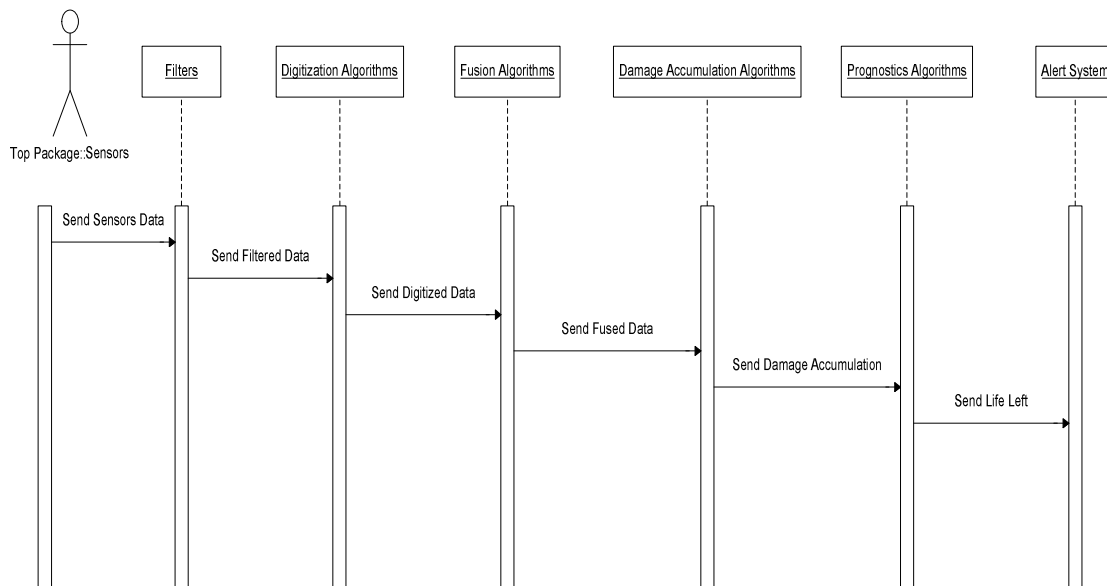 Filters
Digitization Algorithms
Fusion Algorithms
Damage Accumulation Algorithms
Prognostics Algorithms
Alert System
Top Package::Sensors
Send Sensors Data
Send Filtered Data
Send Digitized Data
Send Fused Data
Send Damage Accumulation
Send Life Left